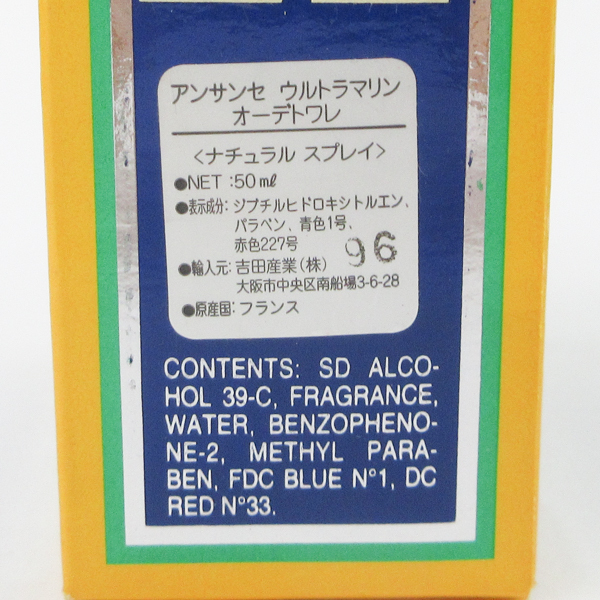 アンサンセ ウルトラマリン
オーデトワレ
〈ナチュラル スプレイ〉
●NET :50㎖
●表示成分: ジブチルヒドロキシトルエン、
パラベン、青色1号、
赤色227号
96
●輸入元: 吉田産業(株)
大阪市中央区南船場3-6-28
●原産国: フランス
CONTENTS: SD ALCO-
HOL 39-C, FRAGRANCE,
WATER, BENZOPHENO-
NE-2, METHYL PARA-
BEN, FDC BLUE N°1, DC
RED N°33.